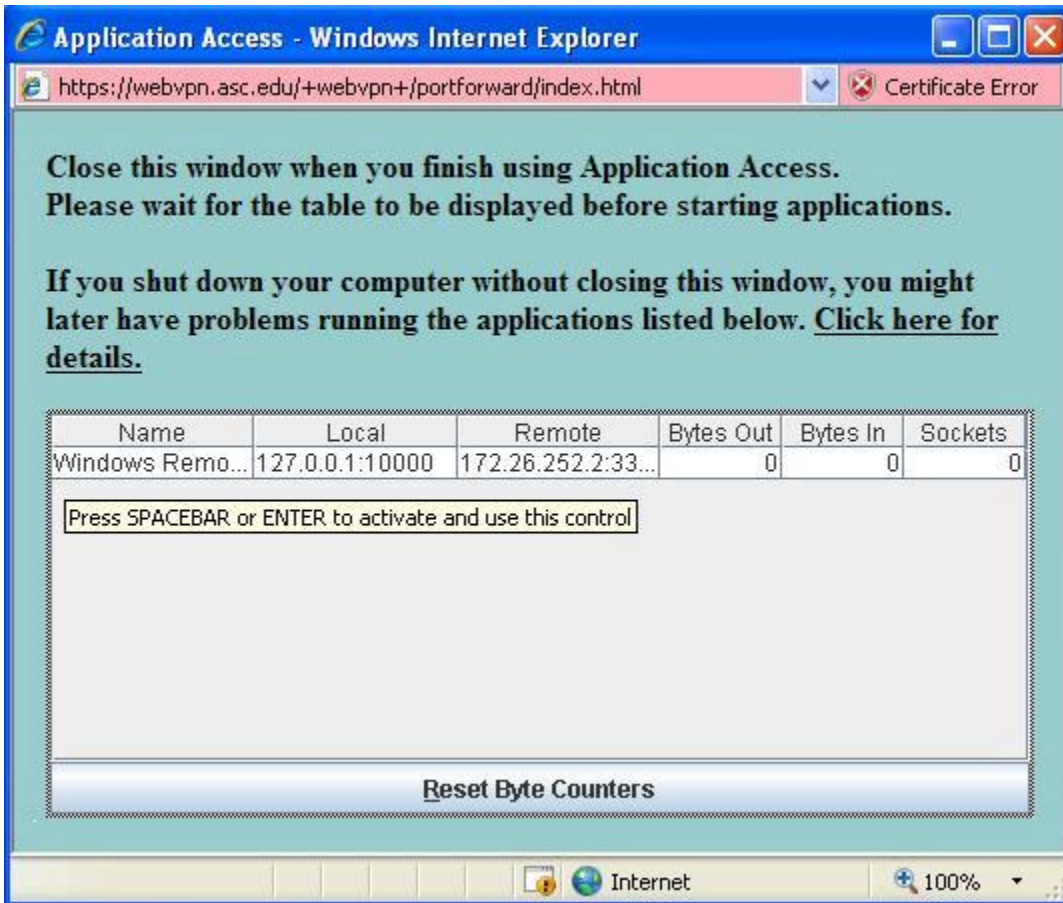 Application Access - Windows Internet Explorer
https://webvpn.asc.edu/+webvpn+/portforward/index.html Certificate Error
Close this window when you finish using Application Access.
Please wait for the table to be displayed before starting applications.
If you shut down your computer without closing this window, you might
later have problems running the applications listed below. Click here for
details.
Name Local Remote Bytes Out Bytes In Sockets
Windows Remo... 127.0.0.1:10000 172.26.252.2:33... 0 0 0
Press SPACEBAR or ENTER to activate and use this control
Reset Byte Counters
Internet 100%